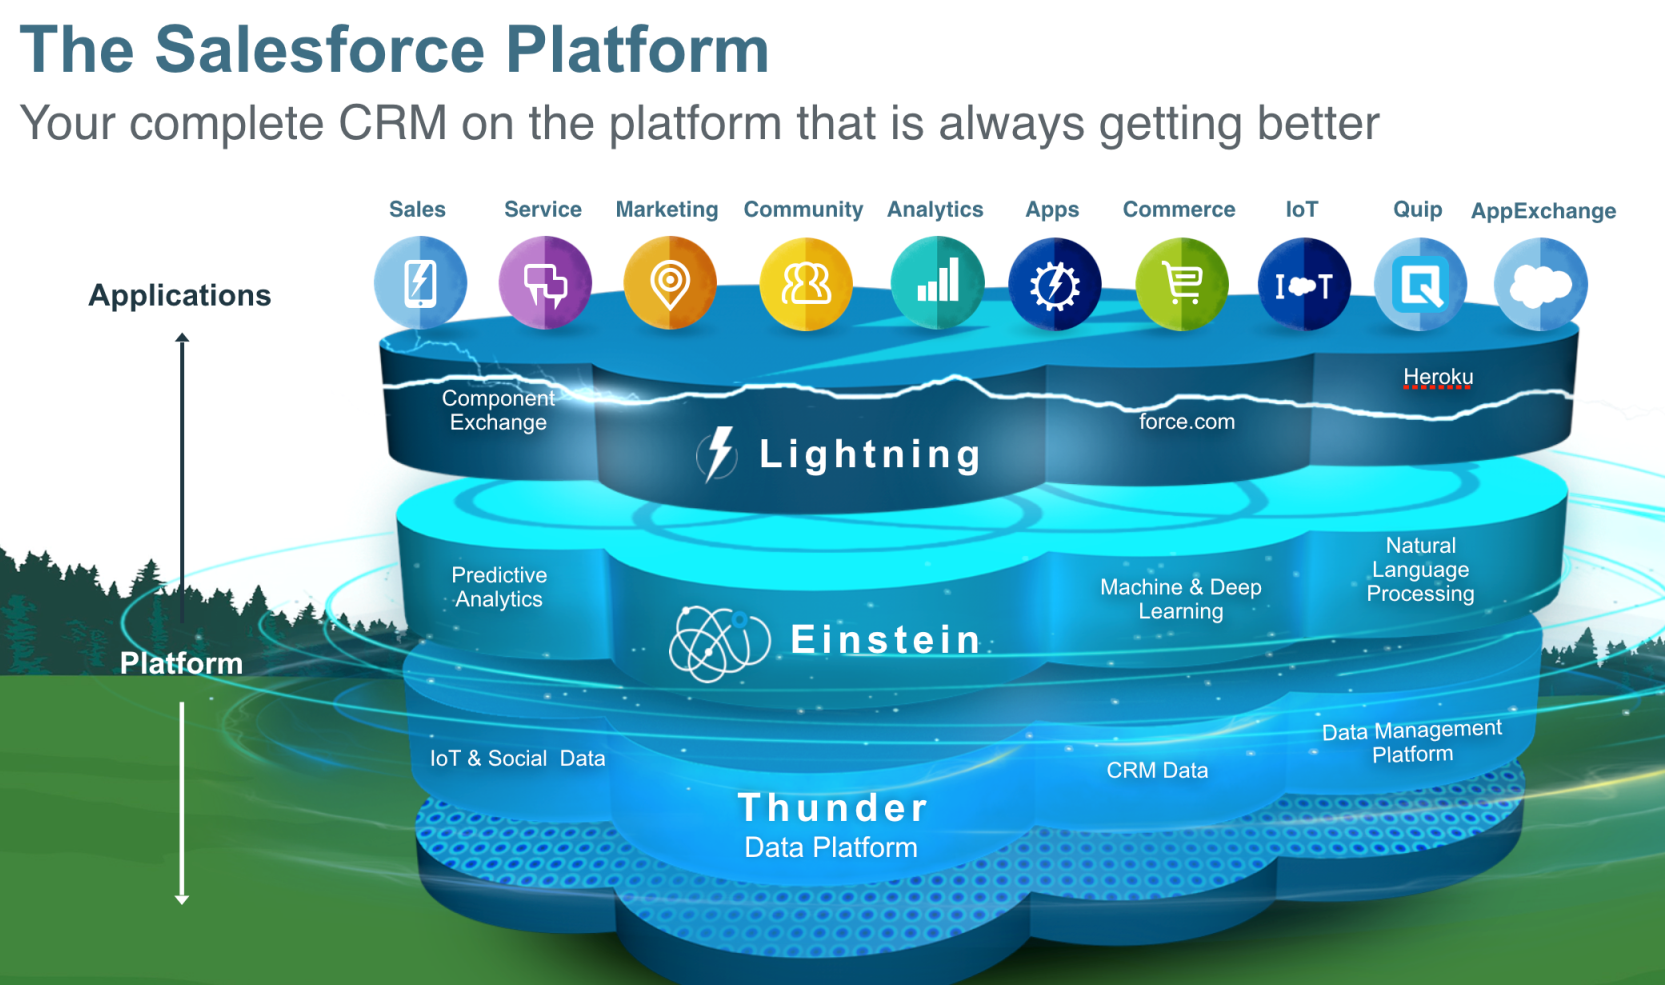 The Salesforce Platform
Your complete CRM on the platform that is always getting better
Sales
Service
Marketing
Community
Analytics
Apps
Commerce
IoT
Quip
AppExchange
Applications
I T
Q
Component
Exchange
Lightning
force.com
Heroku
Predictive
Analytics
Einstein
Machine & Deep
Learning
Natural
Language
Processing
Platform
IoT & Social Data
Thunder
Data Platform
CRM Data
Data Management
Platform